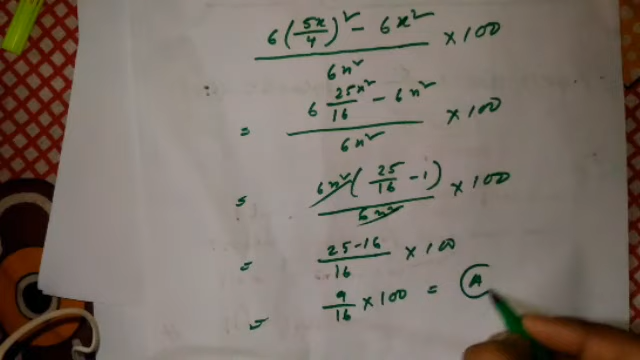 6(5x/4)² - 6x² / 6x² × 100
= 6 25x²/16 - 6x² / 6x² × 100
= 6x²(25/16 - 1) / 6x² × 100
= 25-16/16 × 100
= 9/16 × 100 = A